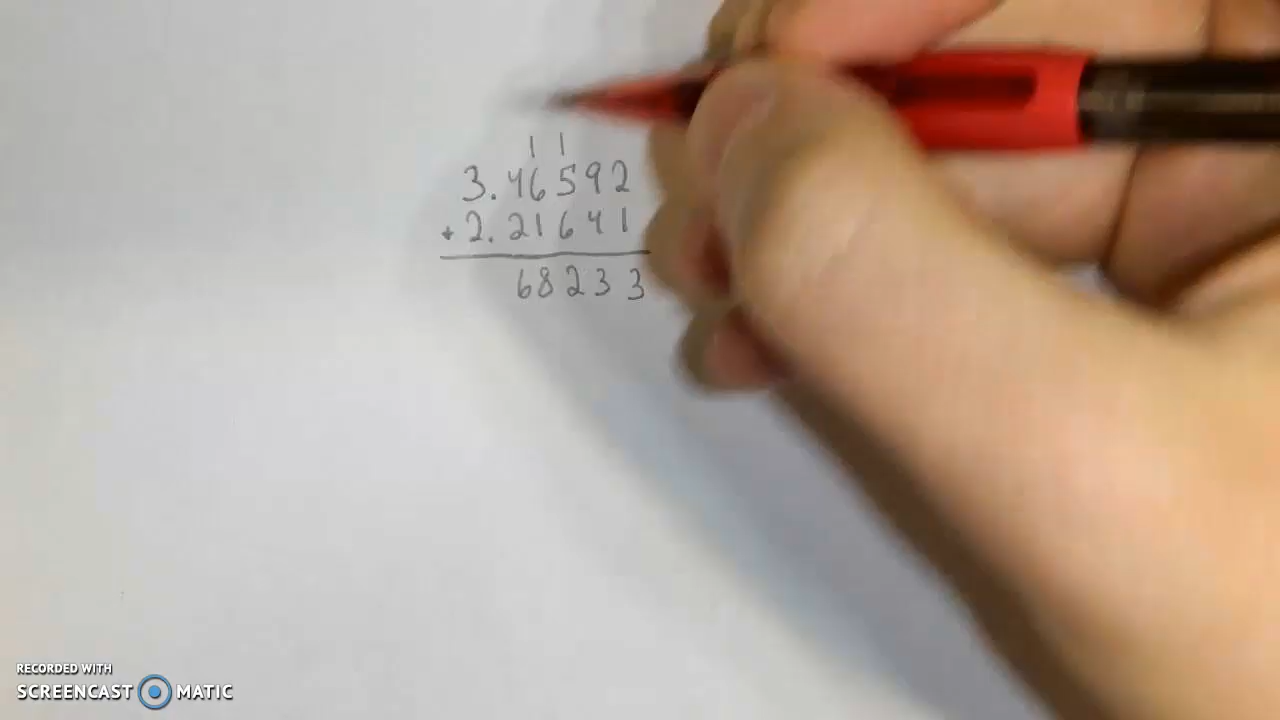 1 1
3.46592
+ 2.21641
68233
RECORDED WITH
SCREENCAST MATIC